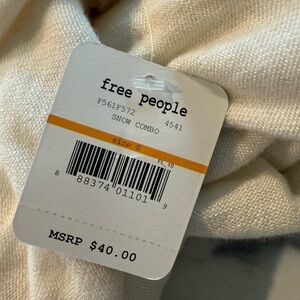 free people
F561F572 4541
SNOW COMBO
size S
8 88374 01101 9
MSRP $40.00